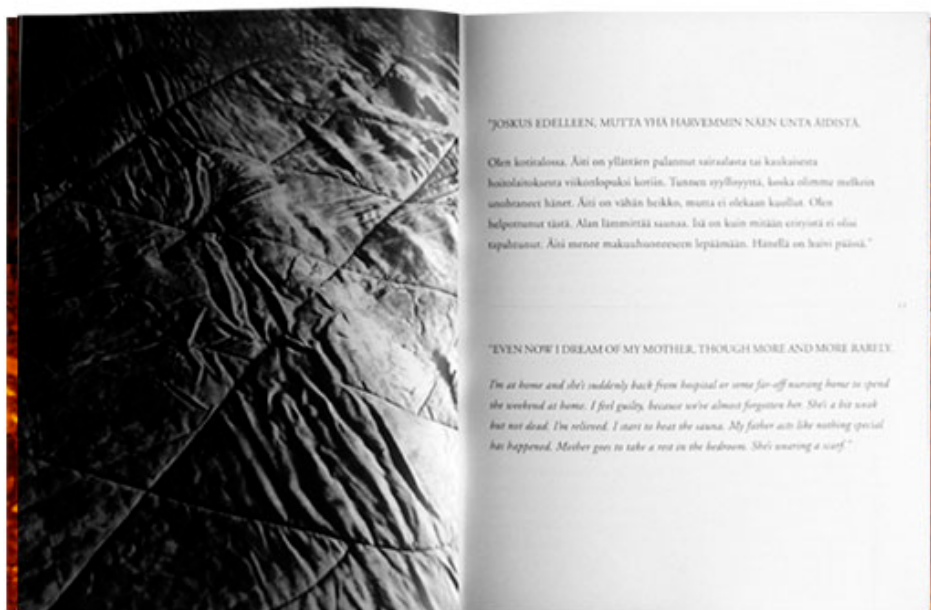 "JOSKUS EDELLEEN, MUTTA YHÄ HARVEMMIN NÄEN UNTA ÄIDISTÄ.
Olen kotitalossa. Äiti on yllättäen palannut sairaalasta tai kaukaisesta
hoitolaitoksesta viikonlopuksi kotiin. Tunnen syyllisyyttä, koska olimme melkein
unohtaneet hänet. Äiti on vähän heikko, mutta ei olekaan kuollut. Olen
helpottunut tästä. Alan lämmittää saunaa. Isä on kuin mitään erityistä ei olisi
tapahtunut. Äiti menee makuuhuoneeseen lepäämään. Hänellä on huivi päässä."
"EVEN NOW I DREAM OF MY MOTHER, THOUGH MORE AND MORE RARELY.
I'm at home and she's suddenly back from hospital or some far-off nursing home to spend
the weekend at home. I feel guilty, because we've almost forgotten her. She's a bit weak
but not dead. I'm relieved. I start to heat the sauna. My father acts like nothing special
has happened. Mother goes to take a rest in the bedroom. She's wearing a scarf."